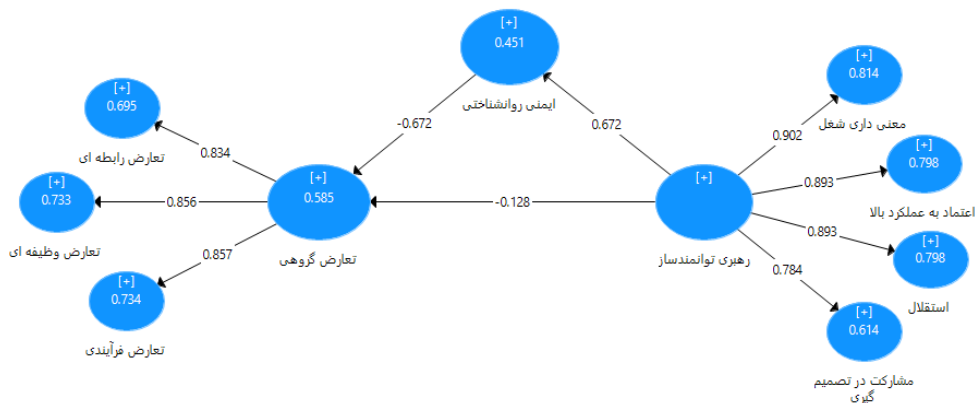 [+]
0.451
ایمنی روانشناختی
[+]
0.814
معنی داری شغل
[+]
0.695
تعارض رابطه ای
-0.672
0.672
0.902
0.834
[+]
0.798
اعتماد به عملکرد بالا
0.893
[+]
0.733
تعارض وظیفه ای
0.856
[+]
0.585
تعارض گروهی
-0.128
[+]
رهبری توانمندساز
0.893
[+]
0.798
استقلال
0.857
0.784
[+]
0.734
تعارض فرآیندی
[+]
0.614
مشارکت در تصمیم
گیری